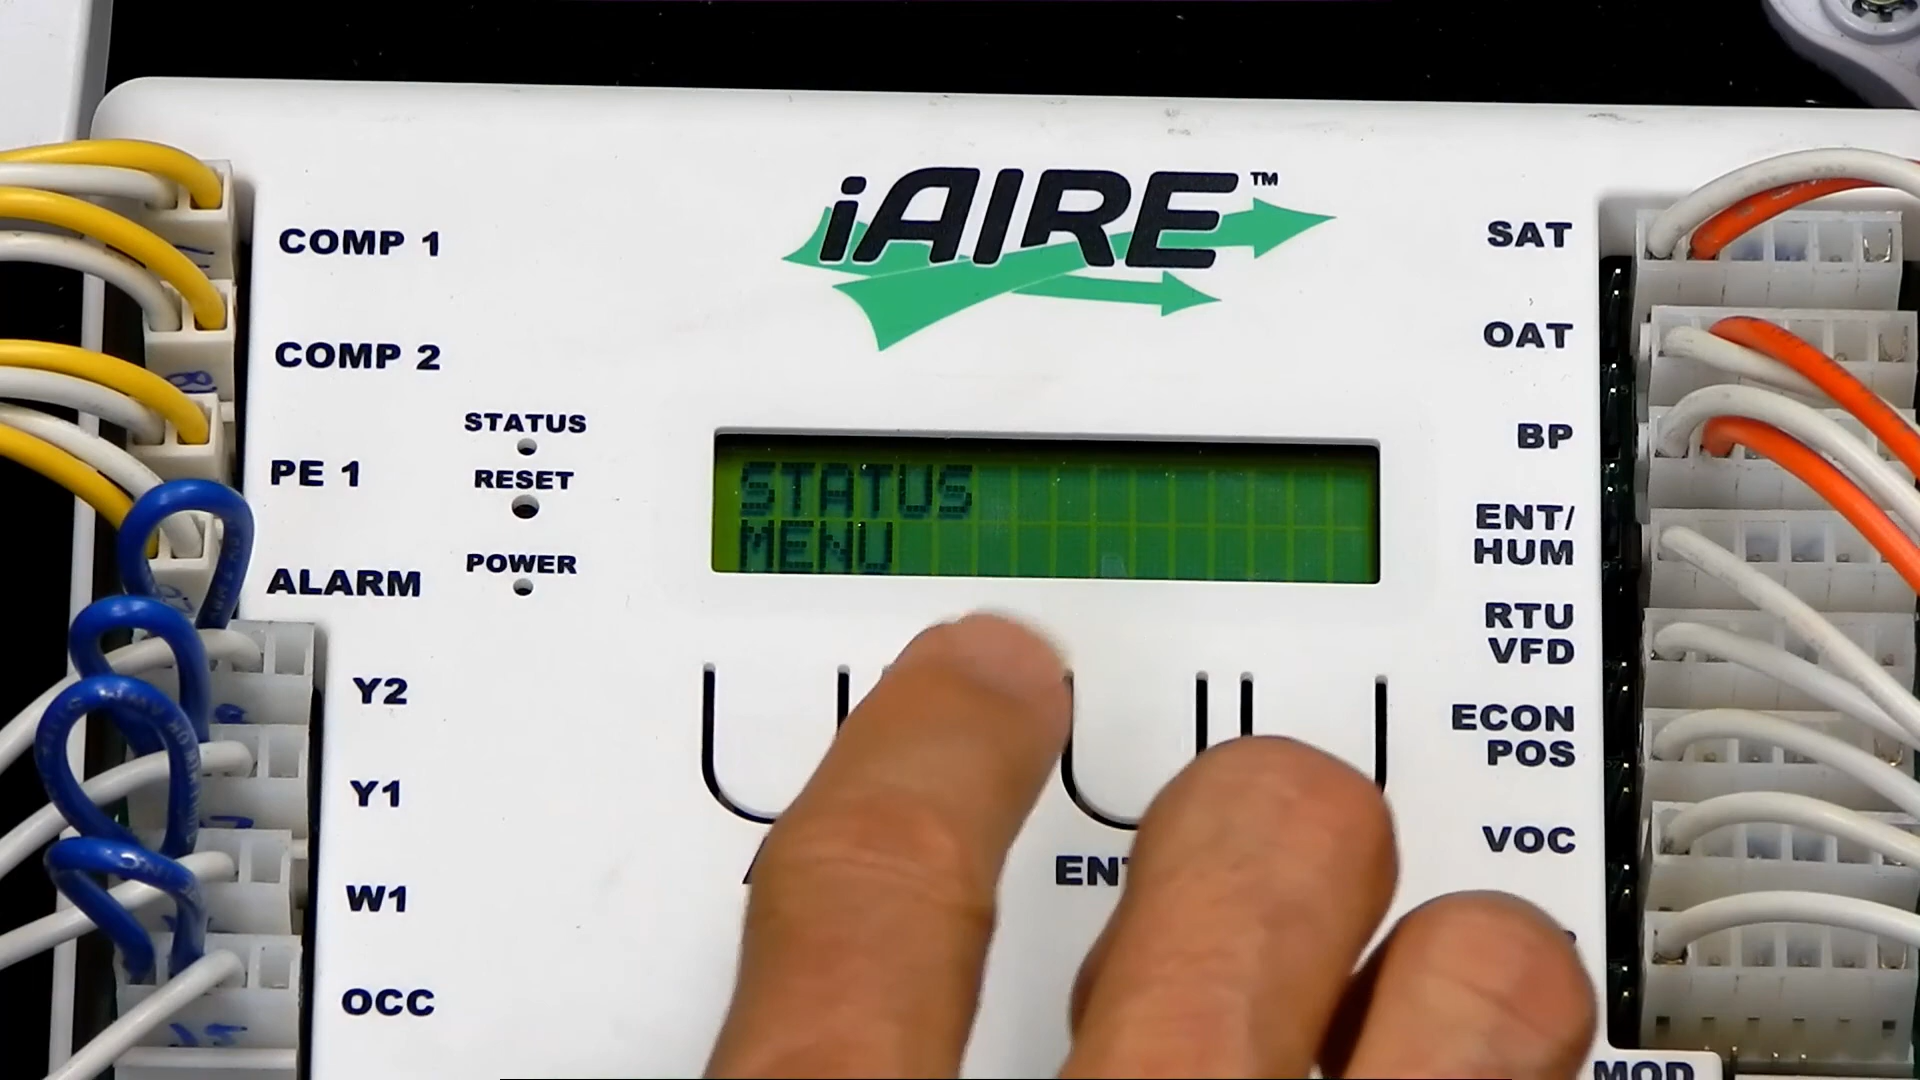 iAIRE™
COMP 1
COMP 2
PE 1
ALARM
Y2
Y1
W1
OCC
STATUS
RESET
POWER
STATUS
MENU
SAT
OAT
BP
ENT/
HUM
RTU
VFD
ECON
POS
VOC
MOD